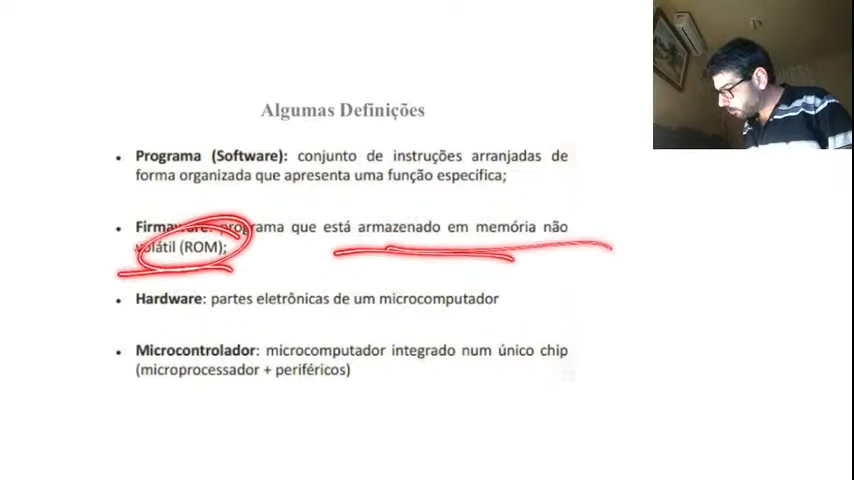 Algumas Definições
• Programa (Software): conjunto de instruções arranjadas de
forma organizada que apresenta uma função específica;
• Firmaware: programa que está armazenado em memória não
volátil (ROM);
• Hardware: partes eletrônicas de um microcomputador
• Microcontrolador: microcomputador integrado num único chip
(microprocessador + periféricos)